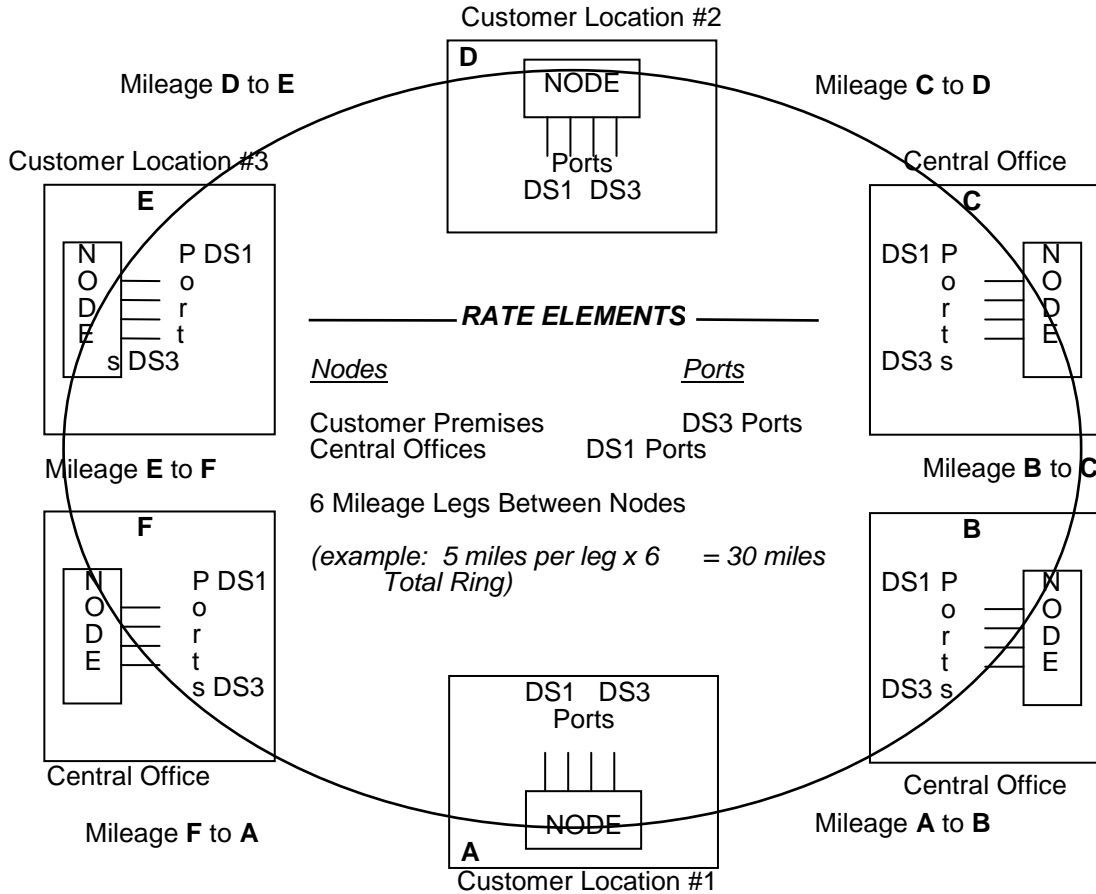 Customer Location #2
D
NODE
Ports
DS1 DS3
Mileage D to E
Mileage C to D
Customer Location #3
E
N
O
D
E
P DS1
o
r
t
s DS3
Central Office
C
DS1 P
o
r
t
DS3 s
N
O
D
E
RATE ELEMENTS
Nodes Ports
Customer Premises DS3 Ports
Central Offices DS1 Ports
6 Mileage Legs Between Nodes
(example: 5 miles per leg x 6 = 30 miles
Total Ring)
Mileage E to F
Mileage B to C
F
N
O
D
E
P DS1
o
r
t
s DS3
Central Office
B
DS1 P
o
r
t
DS3 s
N
O
D
E
Central Office
DS1 DS3
Ports
NODE
A
Customer Location #1
Mileage F to A
Mileage A to B